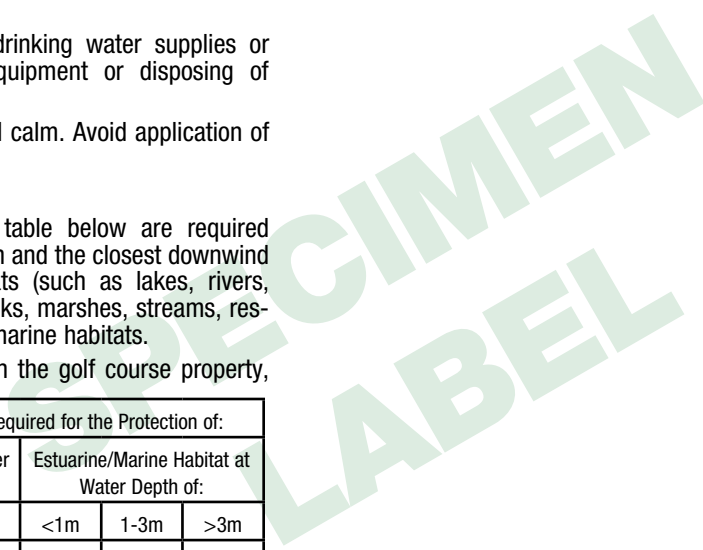 drinking water supplies or
quipment or disposing of
calm. Avoid application of
table below are required
and the closest downwind
ts (such as lakes, rivers,
ks, marshes, streams, res-
marine habitats.
the golf course property,
equired for the Protection of:
Estuarine/Marine Habitat at
Water Depth of:
<1m 1-3m >3m
SPECIMEN
LABEL